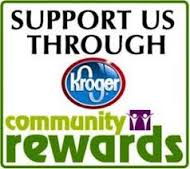 SUPPORT US
THROUGH
Kroger
community
rewards